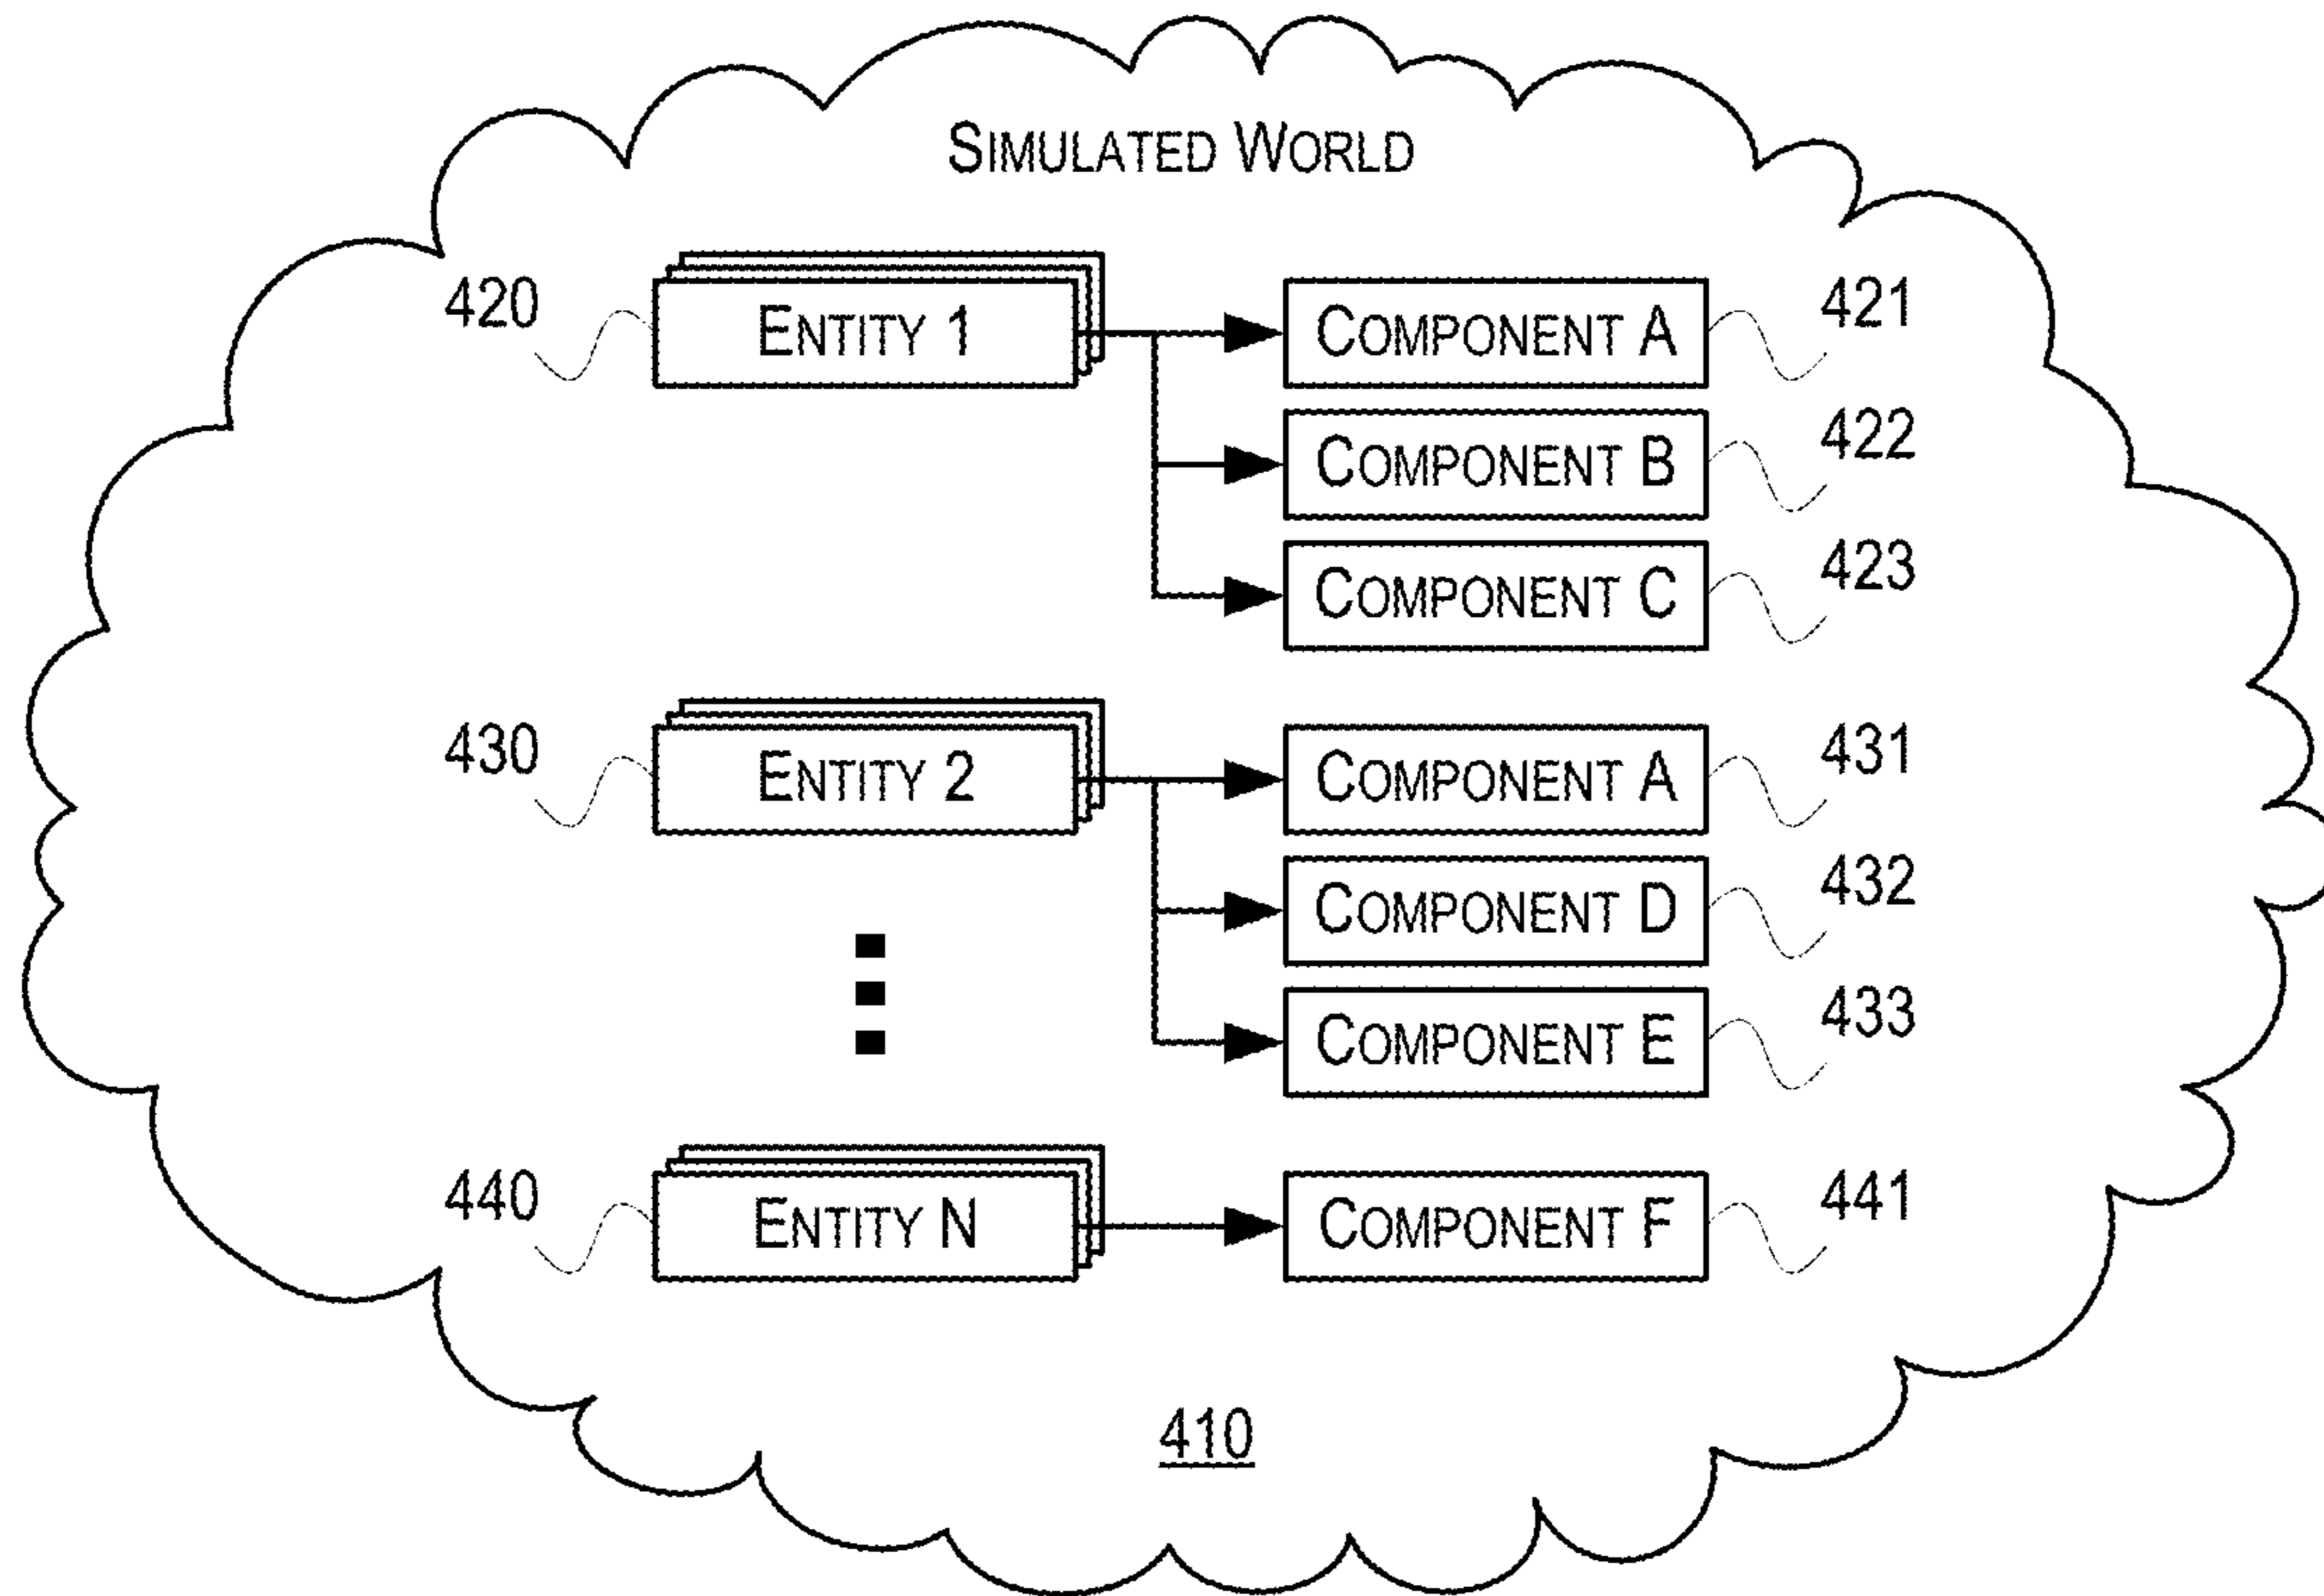 SIMULATED WORLD
420 ENTITY 1 COMPONENT A 421
COMPONENT B 422
COMPONENT C 423
430 ENTITY 2 COMPONENT A 431
COMPONENT D 432
COMPONENT E 433
440 ENTITY N COMPONENT F 441
410